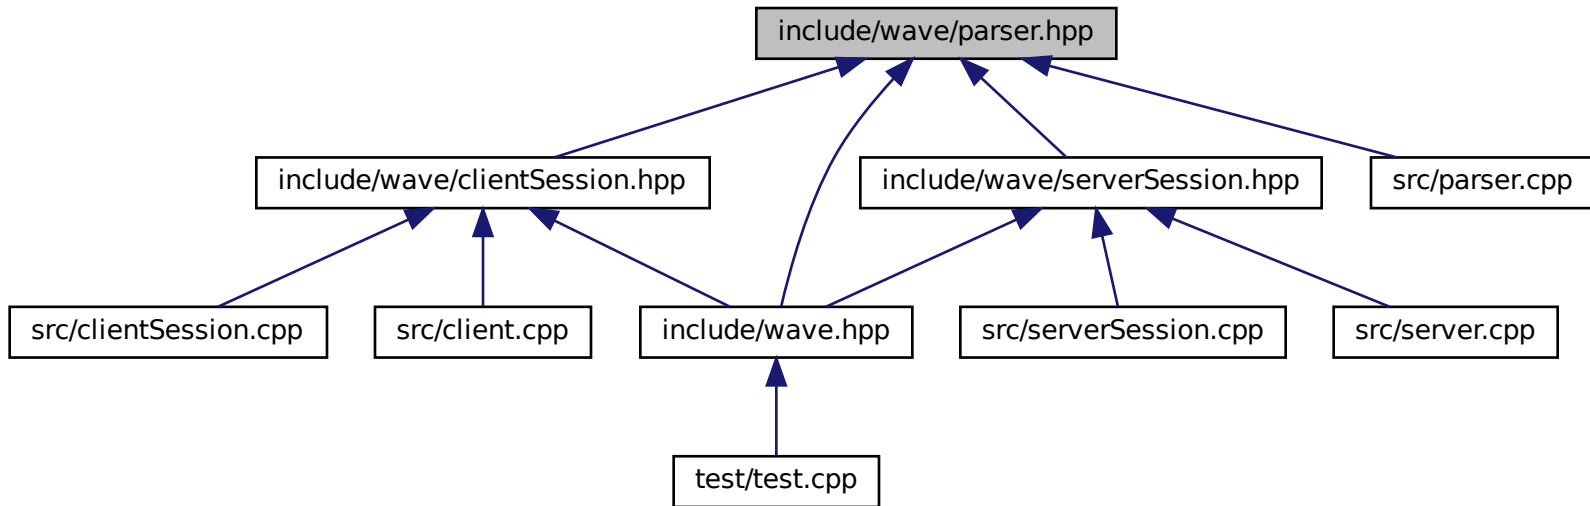 include/wave/parser.hpp
include/wave/clientSession.hpp
include/wave/serverSession.hpp
src/parser.cpp
src/clientSession.cpp
src/client.cpp
include/wave.hpp
src/serverSession.cpp
src/server.cpp
test/test.cpp